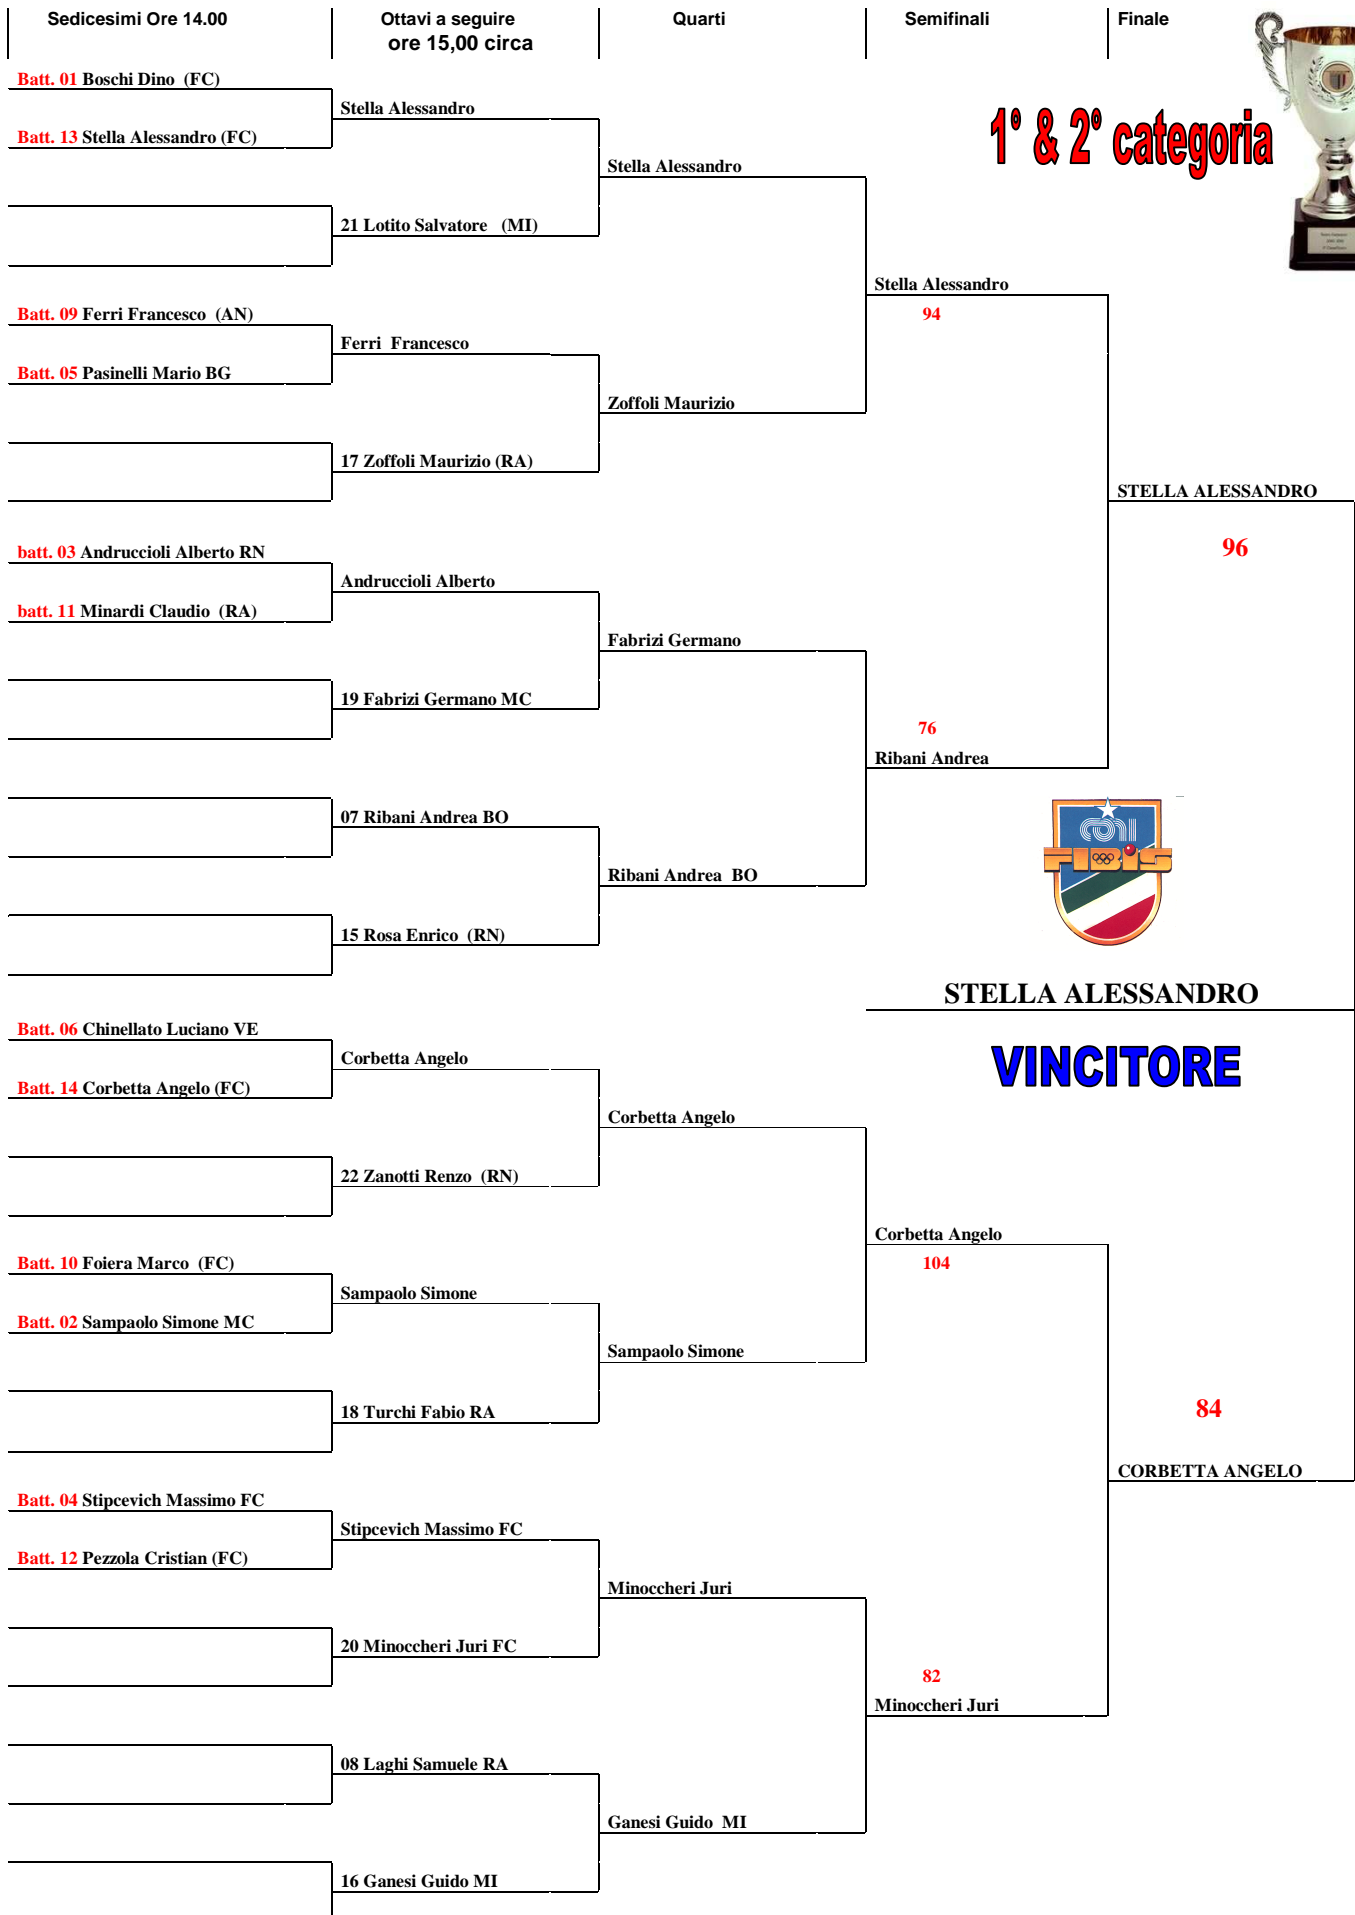 Sedicesimi Ore 14.00
Ottavi a seguire
ore 15,00 circa
Quarti
Semifinali
Finale
1° & 2° categoria
Batt. 01 Boschi Dino (FC)
Stella Alessandro
Batt. 13 Stella Alessandro (FC)
Stella Alessandro
21 Lotito Salvatore (MI)
Stella Alessandro
94
Batt. 09 Ferri Francesco (AN)
Ferri Francesco
Batt. 05 Pasinelli Mario BG
Zoffoli Maurizio
17 Zoffoli Maurizio (RA)
STELLA ALESSANDRO
96
batt. 03 Andruccioli Alberto RN
Andruccioli Alberto
batt. 11 Minardi Claudio (RA)
Fabrizi Germano
19 Fabrizi Germano MC
76
Ribani Andrea
07 Ribani Andrea BO
Ribani Andrea BO
15 Rosa Enrico (RN)
CONI
FIBIS
STELLA ALESSANDRO
VINCITORE
Batt. 06 Chinellato Luciano VE
Corbetta Angelo
Batt. 14 Corbetta Angelo (FC)
Corbetta Angelo
22 Zanotti Renzo (RN)
Corbetta Angelo
104
Batt. 10 Foiera Marco (FC)
Sampaolo Simone
Batt. 02 Sampaolo Simone MC
Sampaolo Simone
18 Turchi Fabio RA
84
CORBETTA ANGELO
Batt. 04 Stipcevich Massimo FC
Stipcevich Massimo FC
Batt. 12 Pezzola Cristian (FC)
Minoccheri Juri
20 Minoccheri Juri FC
82
Minoccheri Juri
08 Laghi Samuele RA
Ganesi Guido MI
16 Ganesi Guido MI